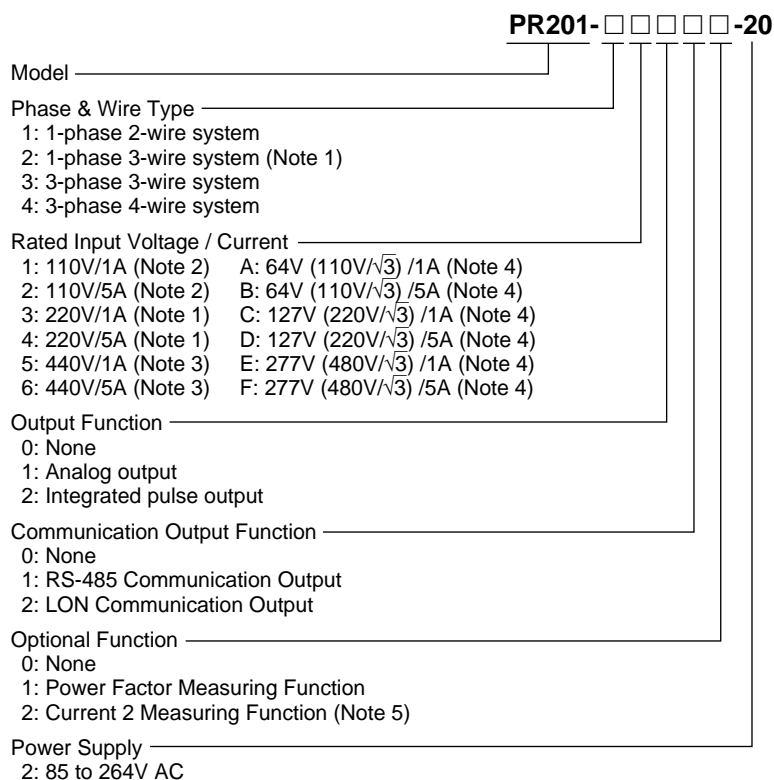 PR201-□□□□□-20
Model
Phase & Wire Type
1: 1-phase 2-wire system
2: 1-phase 3-wire system (Note 1)
3: 3-phase 3-wire system
4: 3-phase 4-wire system
Rated Input Voltage / Current
1: 110V/1A (Note 2) A: 64V (110V/√3) /1A (Note 4)
2: 110V/5A (Note 2) B: 64V (110V/√3) /5A (Note 4)
3: 220V/1A (Note 1) C: 127V (220V/√3) /1A (Note 4)
4: 220V/5A (Note 1) D: 127V (220V/√3) /5A (Note 4)
5: 440V/1A (Note 3) E: 277V (480V/√3) /1A (Note 4)
6: 440V/5A (Note 3) F: 277V (480V/√3) /5A (Note 4)
Output Function
0: None
1: Analog output
2: Integrated pulse output
Communication Output Function
0: None
1: RS-485 Communication Output
2: LON Communication Output
Optional Function
0: None
1: Power Factor Measuring Function
2: Current 2 Measuring Function (Note 5)
Power Supply
2: 85 to 264V AC